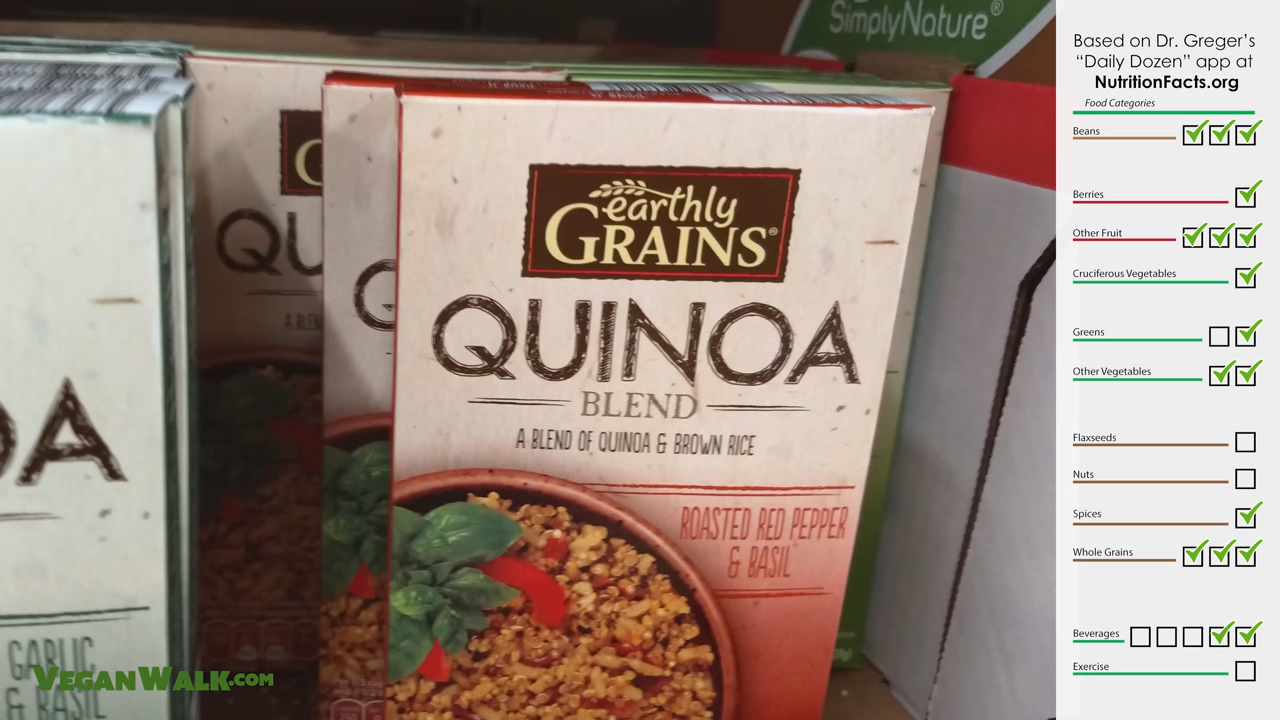 SimplyNature®
earthly
GRAINS®
QUINOA
BLEND
A BLEND OF QUINOA & BROWN RICE
ROASTED RED PEPPER
& BASIL
G
QU
A BLEN
Q
OA
GARLIC
& BASIL
VEGANWALK.COM
Based on Dr. Greger's
"Daily Dozen" app at
NutritionFacts.org
Food Categories
Beans
Berries
Other Fruit
Cruciferous Vegetables
Greens
Other Vegetables
Flaxseeds
Nuts
Spices
Whole Grains
Beverages
Exercise